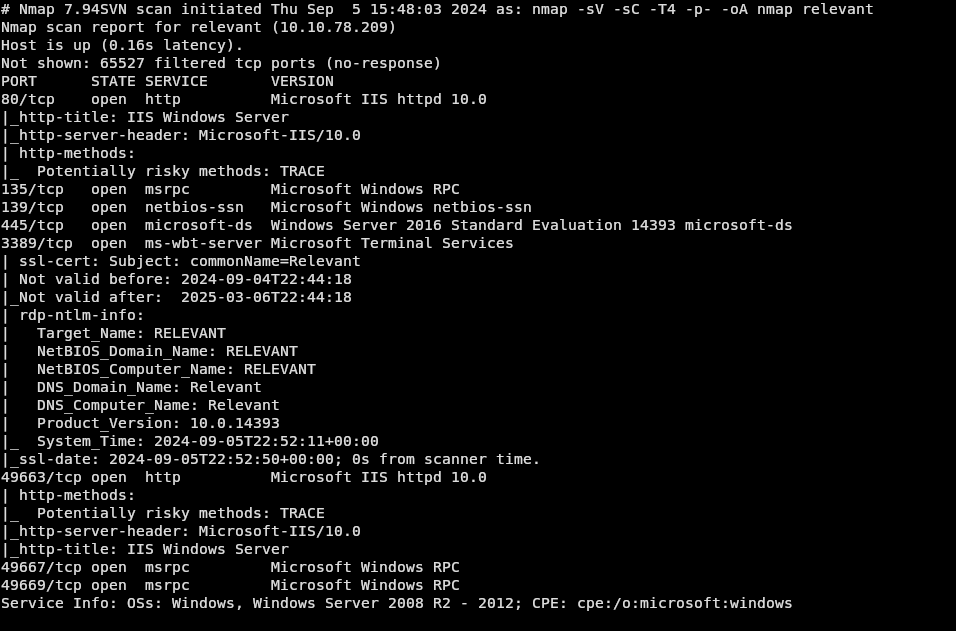 # Nmap 7.94SVN scan initiated Thu Sep  5 15:48:03 2024 as: nmap -sV -sC -T4 -p- -oA nmap relevant
Nmap scan report for relevant (10.10.78.209)
Host is up (0.16s latency).
Not shown: 65527 filtered tcp ports (no-response)
PORT      STATE SERVICE       VERSION
80/tcp    open  http          Microsoft IIS httpd 10.0
|_http-title: IIS Windows Server
|_http-server-header: Microsoft-IIS/10.0
| http-methods:
|_  Potentially risky methods: TRACE
135/tcp   open  msrpc         Microsoft Windows RPC
139/tcp   open  netbios-ssn   Microsoft Windows netbios-ssn
445/tcp   open  microsoft-ds  Windows Server 2016 Standard Evaluation 14393 microsoft-ds
3389/tcp  open  ms-wbt-server Microsoft Terminal Services
| ssl-cert: Subject: commonName=Relevant
| Not valid before: 2024-09-04T22:44:18
|_Not valid after:  2025-03-06T22:44:18
| rdp-ntlm-info:
|   Target_Name: RELEVANT
|   NetBIOS_Domain_Name: RELEVANT
|   NetBIOS_Computer_Name: RELEVANT
|   DNS_Domain_Name: Relevant
|   DNS_Computer_Name: Relevant
|   Product_Version: 10.0.14393
|_  System_Time: 2024-09-05T22:52:11+00:00
|_ssl-date: 2024-09-05T22:52:50+00:00; 0s from scanner time.
49663/tcp open  http          Microsoft IIS httpd 10.0
| http-methods:
|_  Potentially risky methods: TRACE
|_http-server-header: Microsoft-IIS/10.0
|_http-title: IIS Windows Server
49667/tcp open  msrpc         Microsoft Windows RPC
49669/tcp open  msrpc         Microsoft Windows RPC
Service Info: OSs: Windows, Windows Server 2008 R2 - 2012; CPE: cpe:/o:microsoft:windows